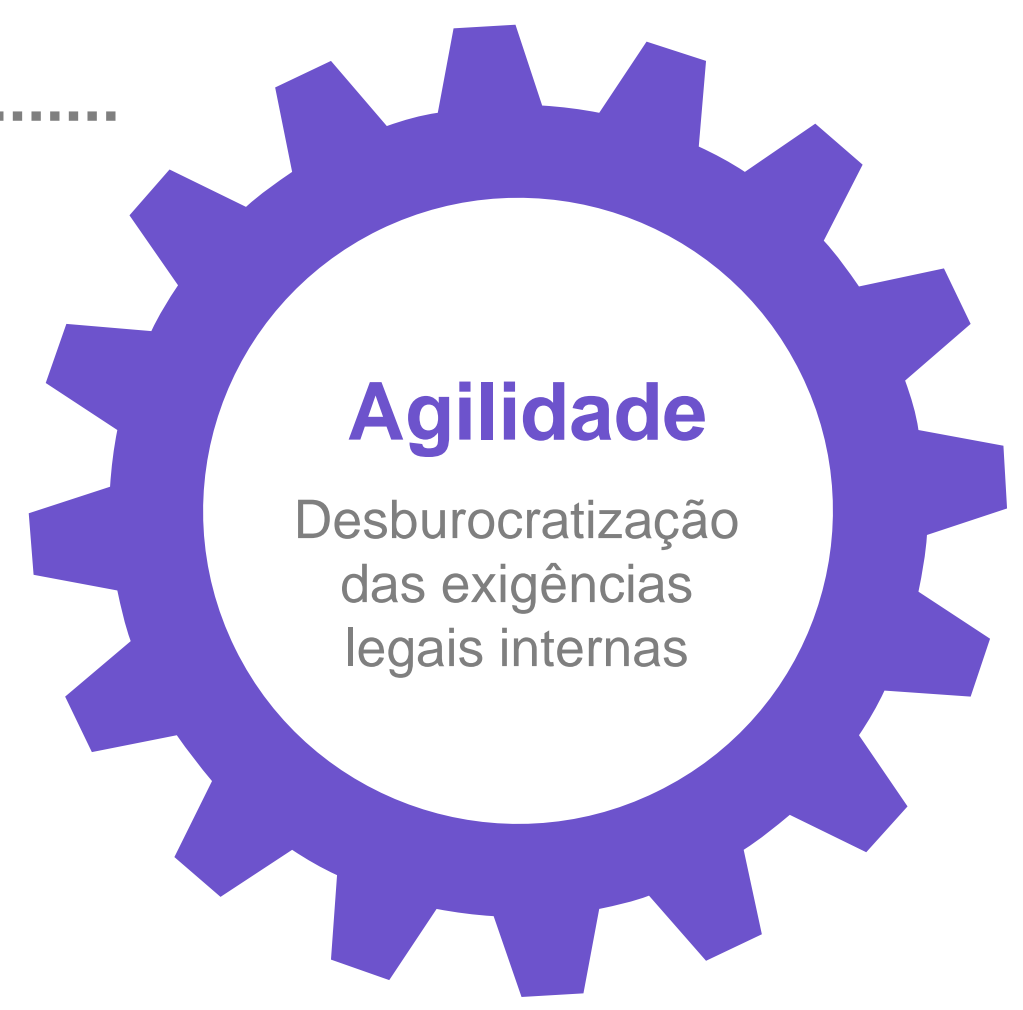 Agilidade
Desburocratização
das exigências
legais internas